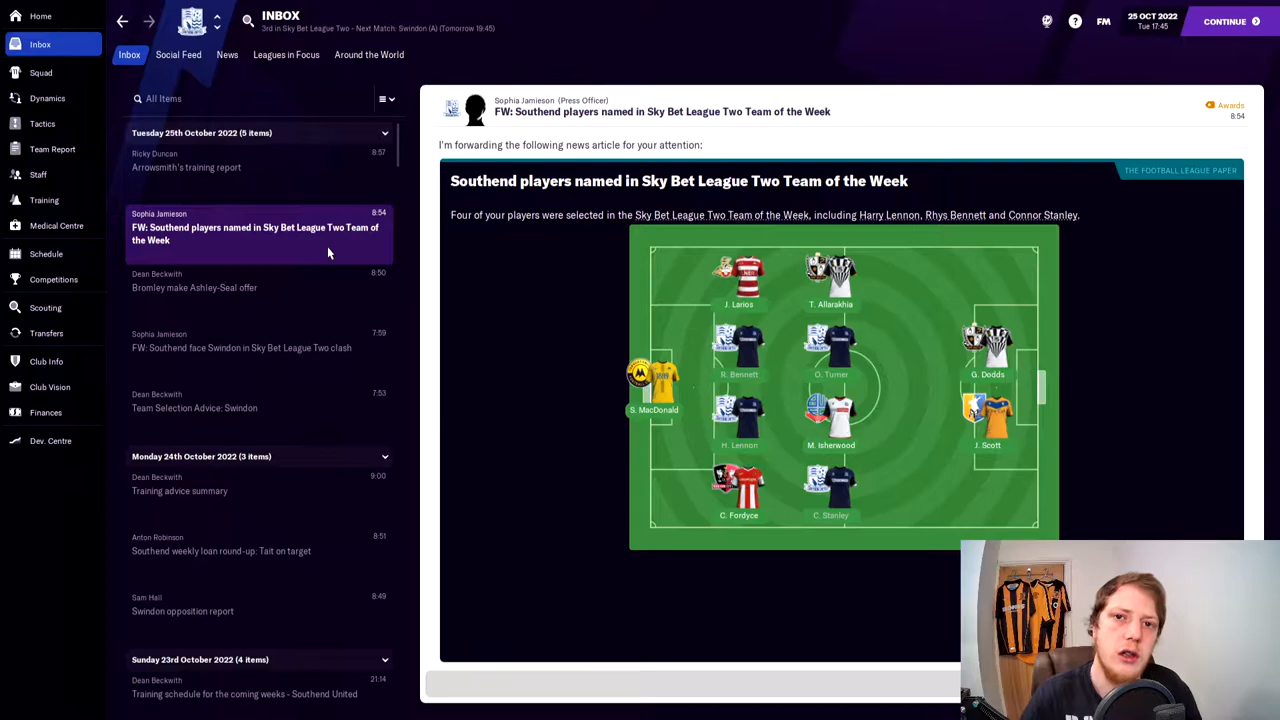 Home
Inbox
Squad
Dynamics
Tactics
Team Report
Staff
Training
Medical Centre
Schedule
Competitions
Scouting
Transfers
Club Info
Club Vision
Finances
Dev. Centre
INBOX
3rd in Sky Bet League Two - Next Match: Swindon (A) (Tomorrow 19:45)
?
FM
25 OCT 2022
Tue 17:45
CONTINUE
Inbox
Social Feed
News
Leagues in Focus
Around the World
All Items
Tuesday 25th October 2022 (5 items)
Ricky Duncan 8:57
Arrowsmith's training report
Sophia Jamieson 8:54
FW: Southend players named in Sky Bet League Two Team of
the Week
Dean Beckwith 8:50
Bromley make Ashley-Seal offer
Sophia Jamieson 7:59
FW: Southend face Swindon in Sky Bet League Two clash
Dean Beckwith 7:53
Team Selection Advice: Swindon
Monday 24th October 2022 (3 items)
Dean Beckwith 9:00
Training advice summary
Anton Robinson 8:51
Southend weekly loan round-up: Tait on target
Sam Hall 8:49
Swindon opposition report
Sunday 23rd October 2022 (4 items)
Dean Beckwith 21:14
Training schedule for the coming weeks - Southend United
Sophia Jamieson (Press Officer)
FW: Southend players named in Sky Bet League Two Team of the Week
Awards
8:54
I'm forwarding the following news article for your attention:
THE FOOTBALL LEAGUE PAPER
Southend players named in Sky Bet League Two Team of the Week
Four of your players were selected in the Sky Bet League Two Team of the Week, including Harry Lennon, Rhys Bennett and Connor Stanley.
J. Larios
T. Allarakhia
R. Bennett
O. Turner
G. Dodds
S. MacDonald
H. Lennon
M. Isherwood
J. Scott
C. Fordyce
C. Stanley